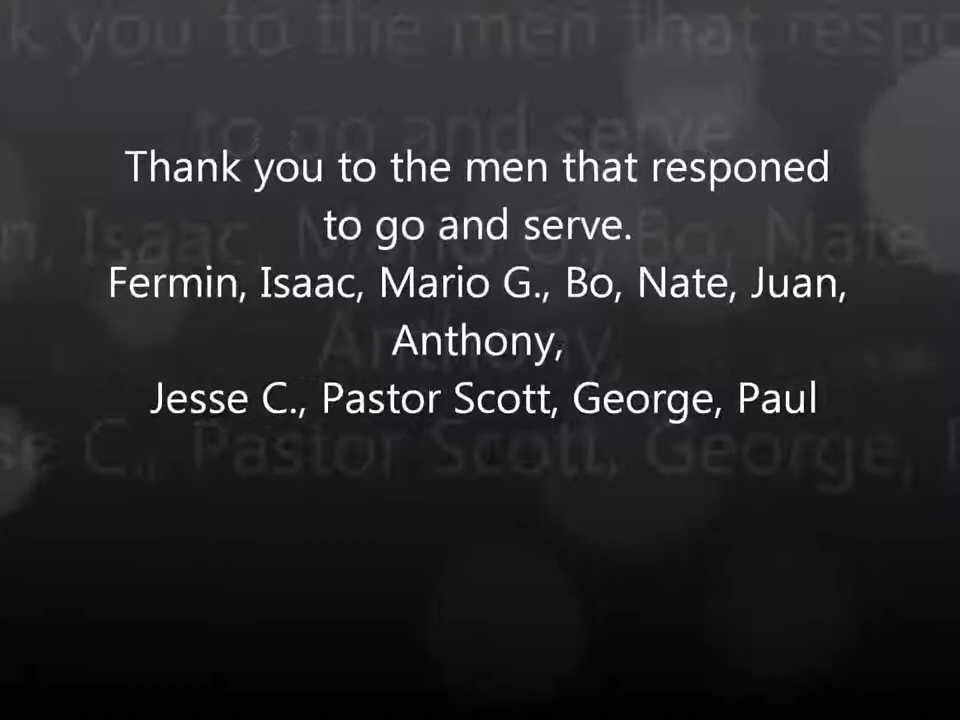 Thank you to the men that responed
to go and serve.
Fermin, Isaac, Mario G., Bo, Nate, Juan,
Anthony,
Jesse C., Pastor Scott, George, Paul